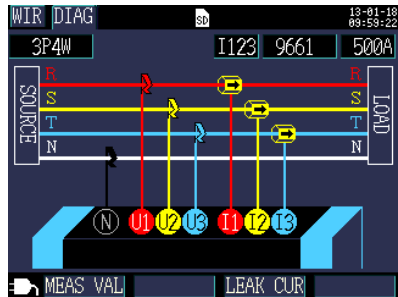 WIR DIAG SD 13-01-18
09:59:22
3P4W I123 9661 500A
R R
S S
T T
N N
SOURCE LOAD
N U1 U2 U3 I1 I2 I3
MEAS VAL LEAK CUR